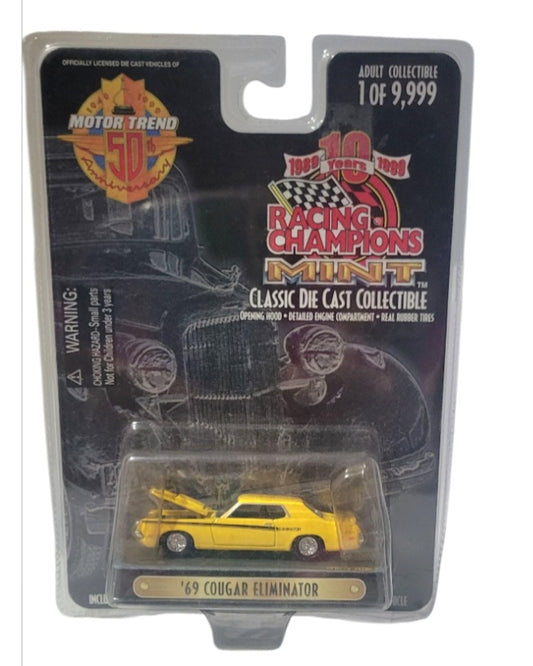 OFFICIALLY LICENSED DIE CAST VEHICLES OF
1949 1999
MOTOR TREND
50th
Anniversary
ADULT COLLECTIBLE
1 OF 9,999
10
1989 Years 1999
RACING
CHAMPIONS
MINT™
CLASSIC DIE CAST COLLECTIBLE
OPENING HOOD • DETAILED ENGINE COMPARTMENT • REAL RUBBER TIRES
WARNING:
CHOKING HAZARD-Small parts
Not for Children under 3 years
ELIMINATOR
'69 COUGAR ELIMINATOR